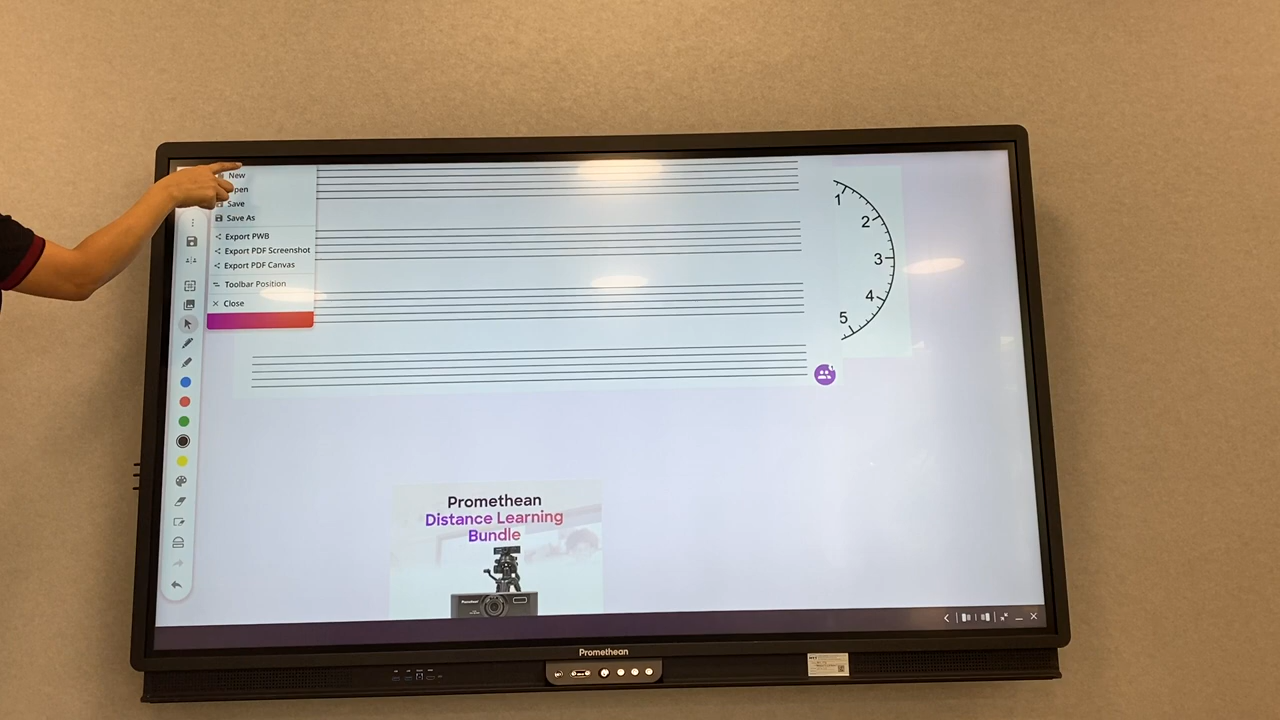 New
Open
Save
Save As
Export PWB
Export PDF Screenshot
Export PDF Canvas
Toolbar Position
Close
1
2
3
4
5
Promethean
Distance Learning
Bundle
Promethean